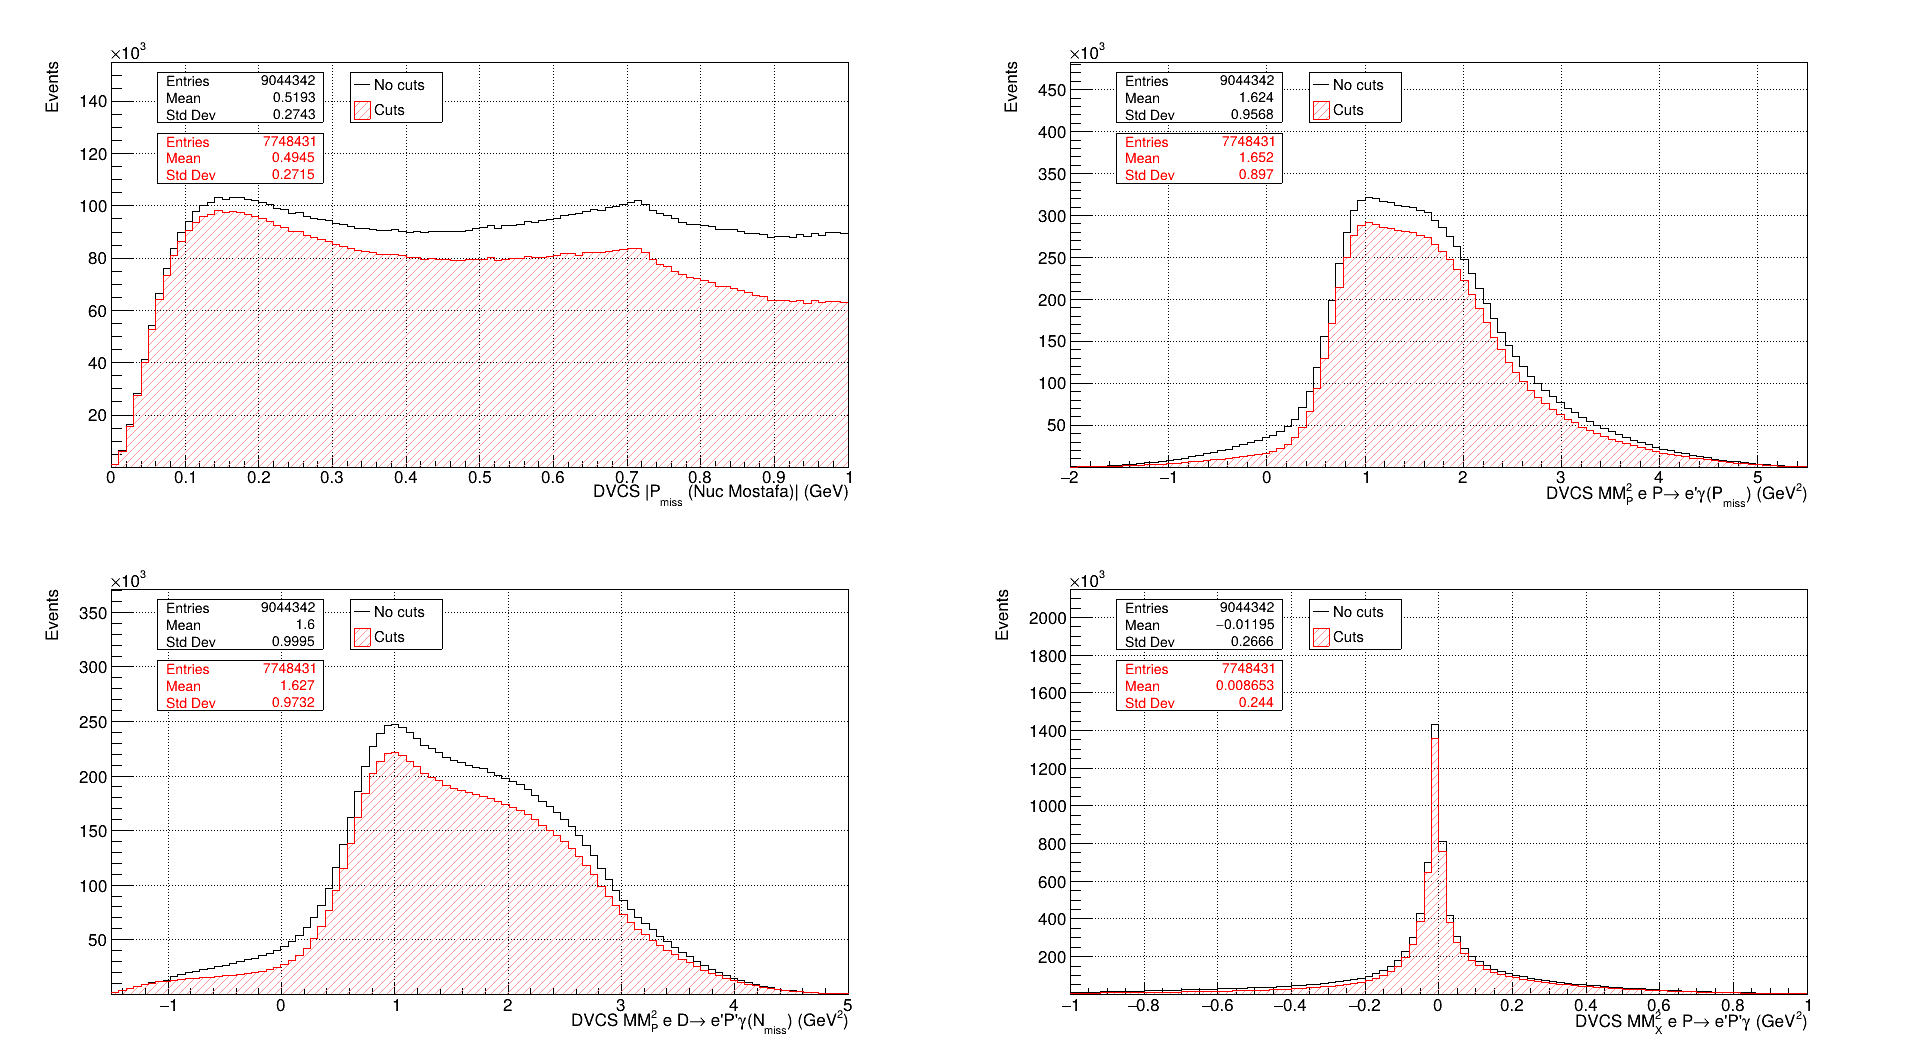 ×10³
Events
Entries 9044342
Mean 0.5193
Std Dev 0.2743
Entries 7748431
Mean 0.4945
Std Dev 0.2715
No cuts
Cuts
140
120
100
80
60
40
20
0 0.1 0.2 0.3 0.4 0.5 0.6 0.7 0.8 0.9 1
DVCS |P_miss (Nuc Mostafa)| (GeV)
×10³
Events
Entries 9044342
Mean 1.624
Std Dev 0.9568
Entries 7748431
Mean 1.652
Std Dev 0.897
No cuts
Cuts
450
400
350
300
250
200
150
100
50
−2 −1 0 1 2 3 4 5
DVCS MM²_P e P→ e'γ(P_miss) (GeV²)
×10³
Events
Entries 9044342
Mean 1.6
Std Dev 0.9995
Entries 7748431
Mean 1.627
Std Dev 0.9732
No cuts
Cuts
350
300
250
200
150
100
50
−1 0 1 2 3 4 5
DVCS MM²_P e D→ e'P'γ(N_miss) (GeV²)
×10³
Events
Entries 9044342
Mean −0.01195
Std Dev 0.2666
Entries 7748431
Mean 0.008653
Std Dev 0.244
No cuts
Cuts
2000
1800
1600
1400
1200
1000
800
600
400
200
−1 −0.8 −0.6 −0.4 −0.2 0 0.2 0.4 0.6 0.8 1
DVCS MM²_X e P→ e'P'γ (GeV²)